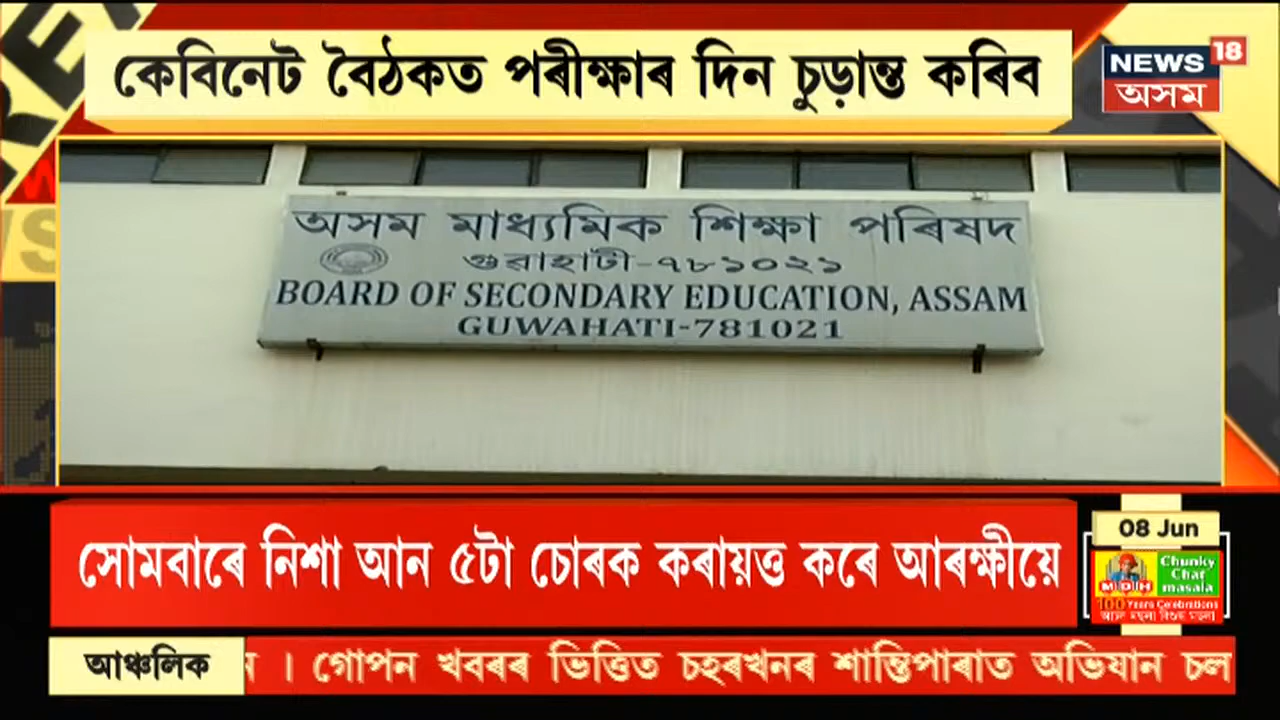 কেবিনেট বৈঠকত পৰীক্ষাৰ দিন চুড়ান্ত কৰিব
NEWS 18
অসম
অসম মাধ্যমিক শিক্ষা পৰিষদ
গুৱাহাটী-৭৮১০২১
BOARD OF SECONDARY EDUCATION, ASSAM
GUWAHATI-781021
সোমবাৰে নিশা আন ৫টা চোৰক কৰায়ত্ত কৰে আৰক্ষীয়ে
08 Jun
MDH
Chunky
Chat
masala
100 Years Celebrations
আঞ্চলিক
। গোপন খবৰৰ ভিত্তিত চহৰখনৰ শান্তিপাৰাত অভিযান চল